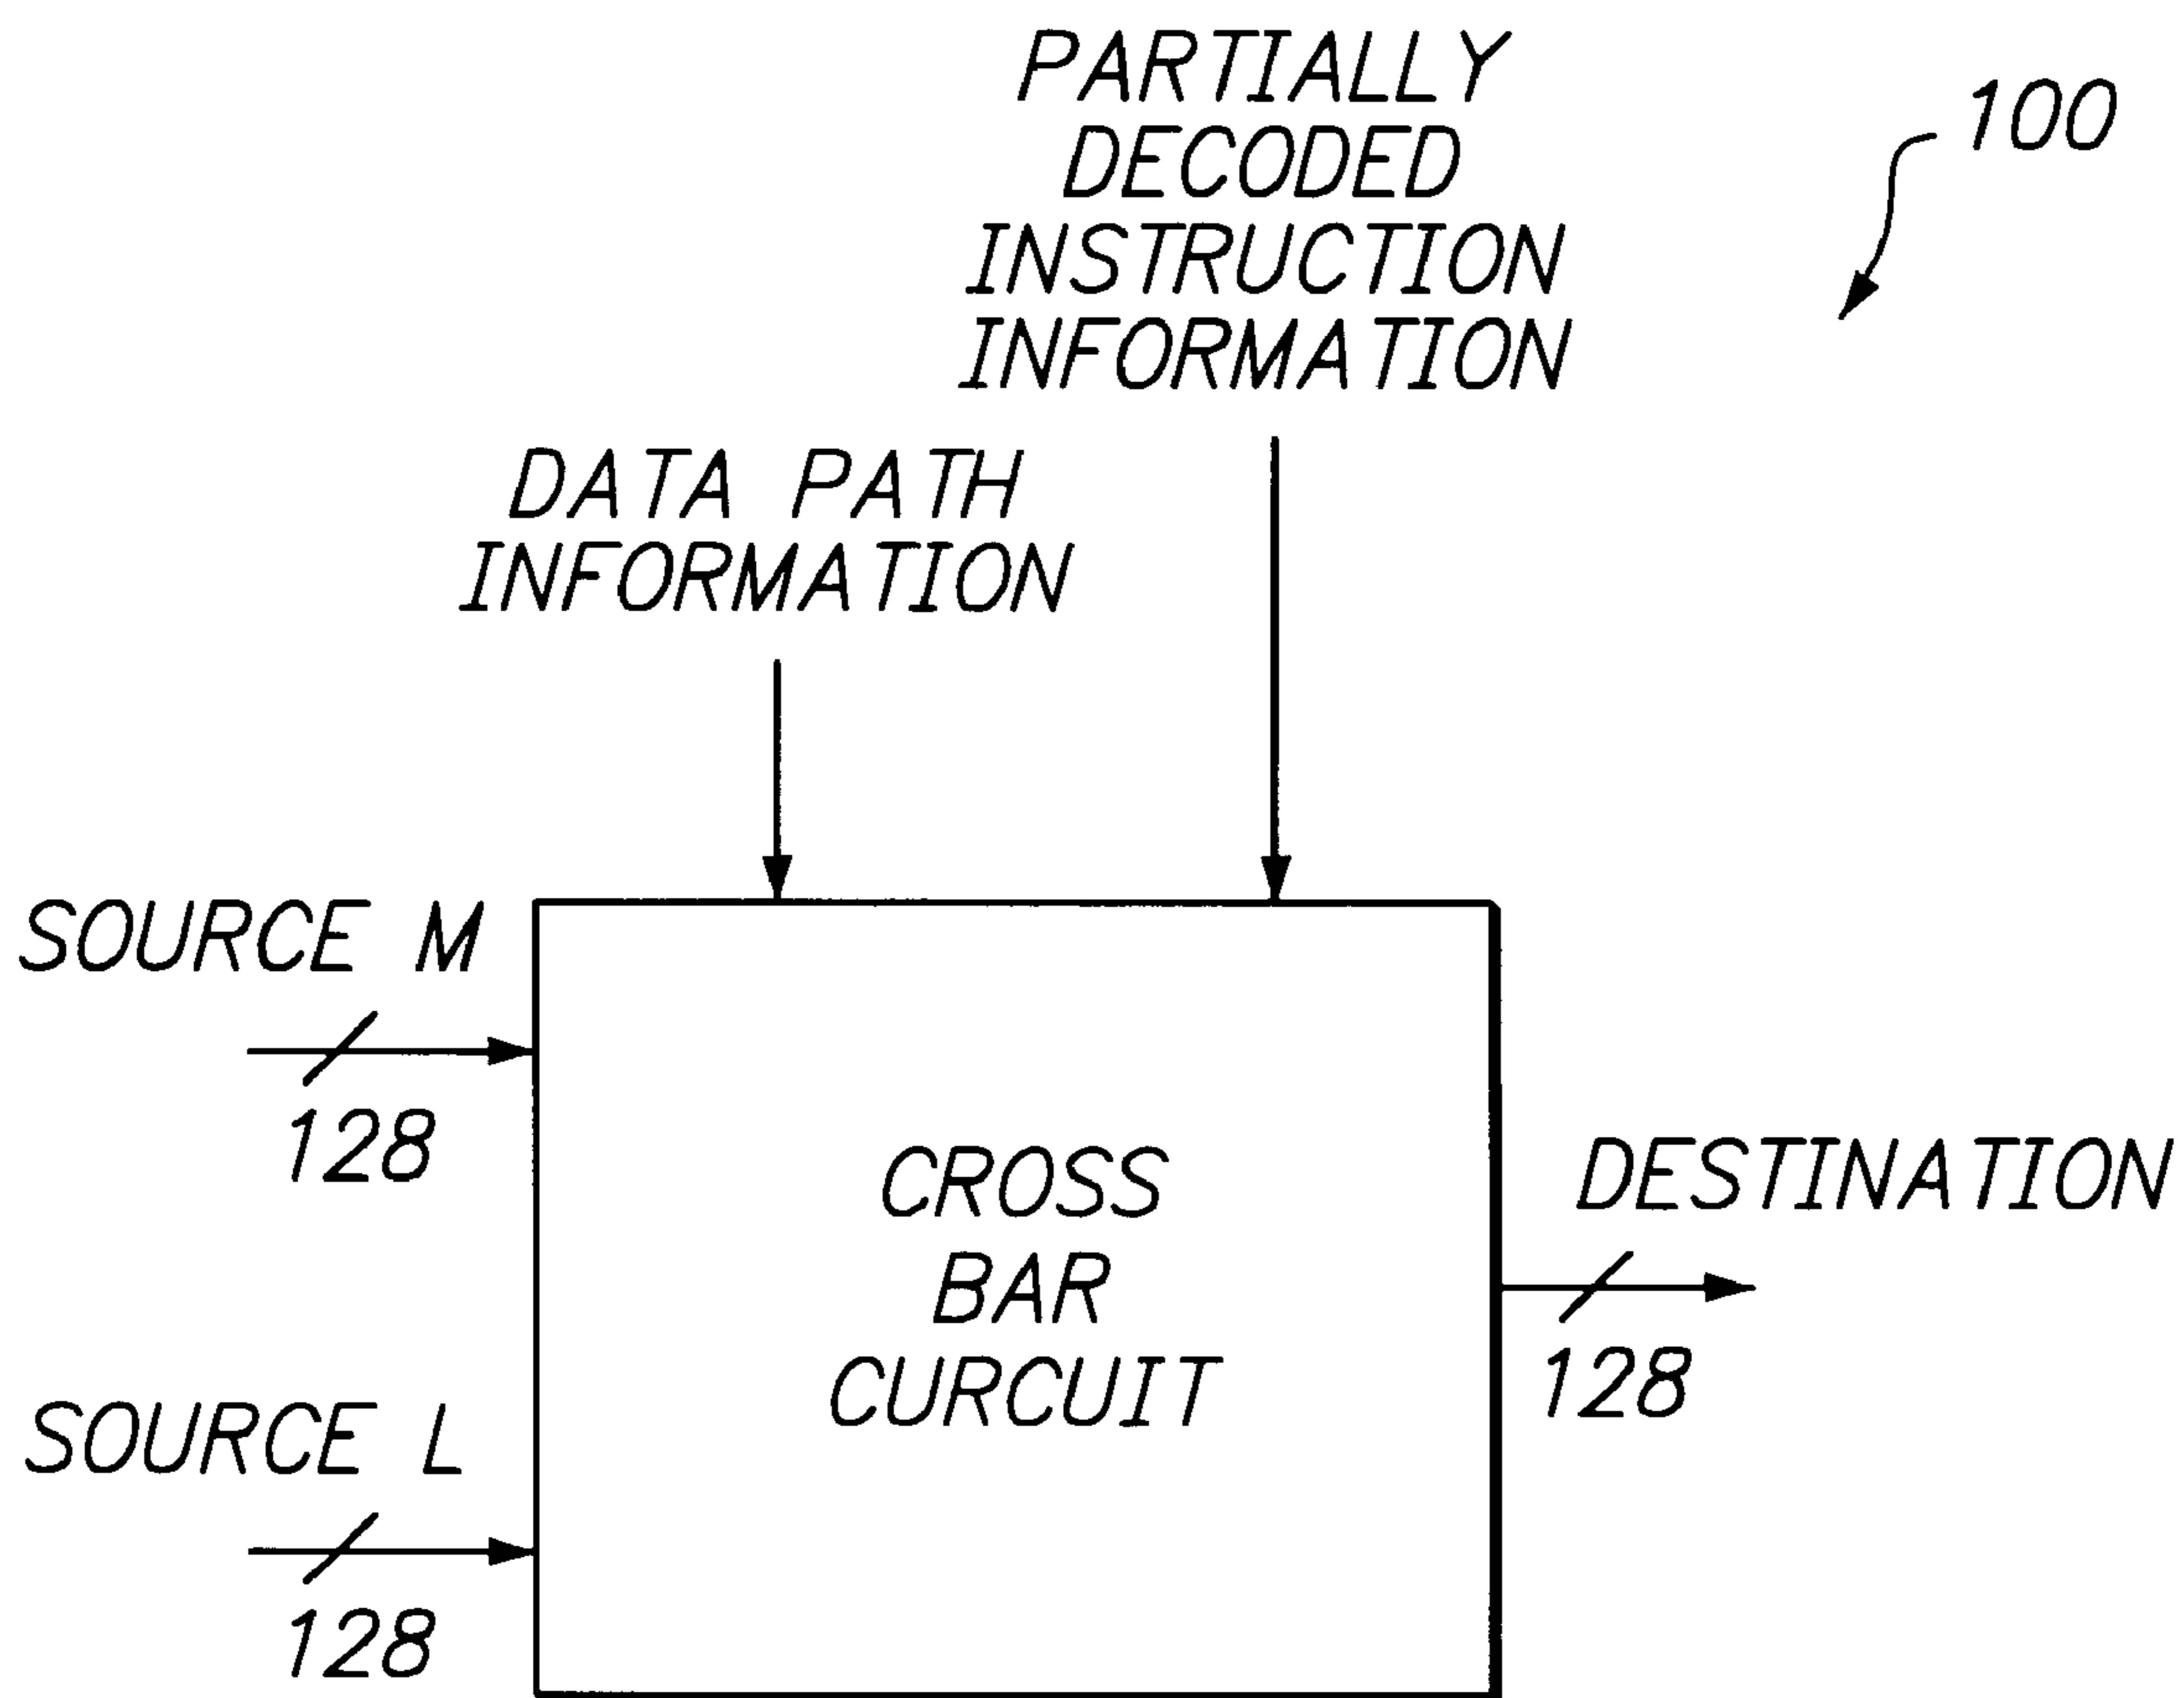 PARTIALLY
DECODED
INSTRUCTION
INFORMATION
100
DATA PATH
INFORMATION
SOURCE M
128
CROSS
BAR
CURCUIT
DESTINATION
128
SOURCE L
128